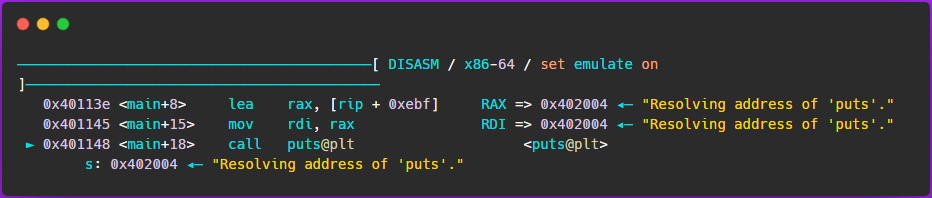 ────────────────────────────────────────────[ DISASM / x86-64 / set emulate on
]────────────────────────────────────────────
   0x40113e <main+8>     lea    rax, [rip + 0xebf]     RAX => 0x402004 ◂— "Resolving address of 'puts'."
   0x401145 <main+15>    mov    rdi, rax               RDI => 0x402004 ◂— "Resolving address of 'puts'."
 ► 0x401148 <main+18>    call   puts@plt                    <puts@plt>
        s: 0x402004 ◂— "Resolving address of 'puts'."